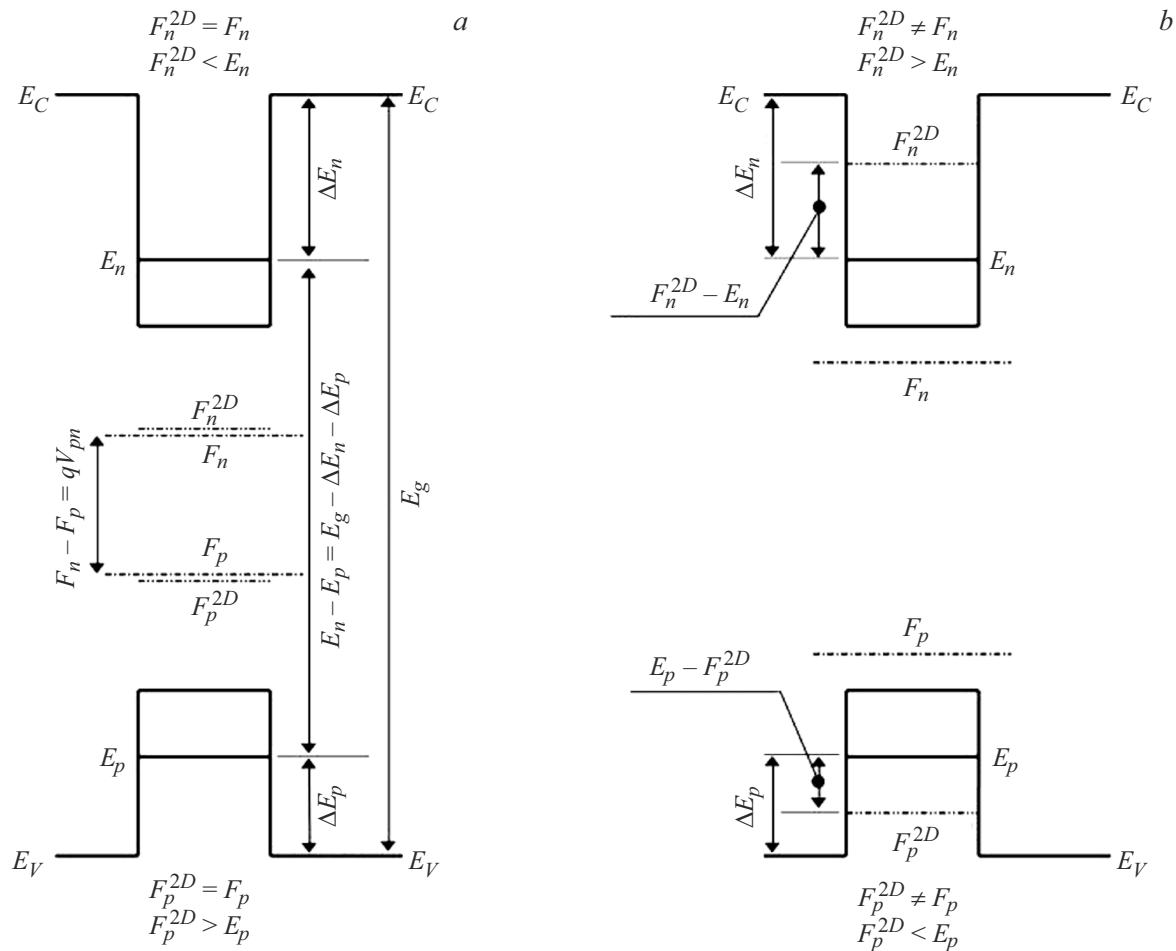 a
F_n^{2D} = F_n
F_n^{2D} < E_n
E_C
E_C
ΔE_n
E_n
F_n^{2D}
F_n
F_n – F_p = qV_{pn}
E_n – E_p = E_g – ΔE_n – ΔE_p
E_g
F_p
F_p^{2D}
E_p
ΔE_p
E_V
E_V
F_p^{2D} = F_p
F_p^{2D} > E_p
b
F_n^{2D} ≠ F_n
F_n^{2D} > E_n
E_C
E_C
F_n^{2D}
ΔE_n
E_n
F_n^{2D} – E_n
F_n
F_p
E_p – F_p^{2D}
E_p
ΔE_p
F_p^{2D}
E_V
F_p^{2D} ≠ F_p
F_p^{2D} < E_p